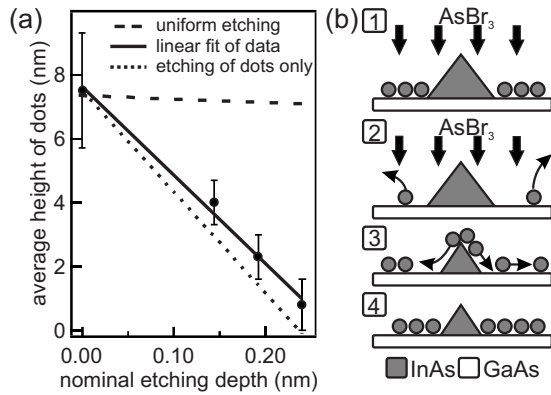 (a)
uniform etching
linear fit of data
etching of dots only
average height of dots (nm)
8
6
4
2
0
0.00
0.10
0.20
nominal etching depth (nm)
(b)
1
AsBr3
2
AsBr3
3
4
InAs
GaAs